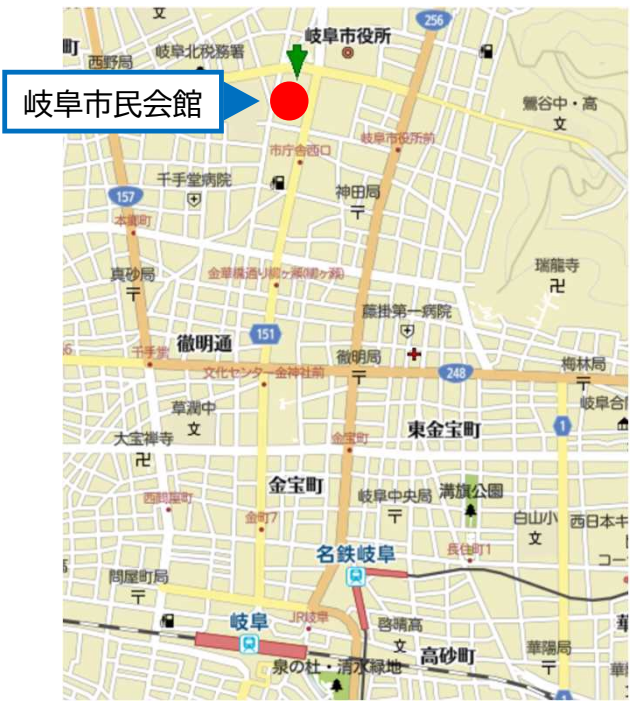 文
岐阜市役所
256
町
西野局
岐阜北税務署
岐阜市民会館
鶯谷中・高
文
岐阜市役所前
市庁舎西口
千手堂病院
157
神田局
〒
本郷町
瑞龍寺
卍
真砂局
〒
金華橋通り柳ヶ瀬(柳ヶ瀬)
藤掛第一病院
151
徹明通
千手堂
徹明局
〒
梅林局
〒
文化センター金神社前
248
草潤中
文
岐阜合
1
大宝禅寺
卍
金宝町
東金宝町
金宝町
岐阜中央局
〒
溝旗公園
西問屋町
金町7
白山小
文
西日本キ
コー
名鉄岐阜
長住町1
問屋町局
〒
岐阜
JR岐阜
啓晴高
文
高砂町
華陽局
〒
華
泉の杜・清水緑地
1